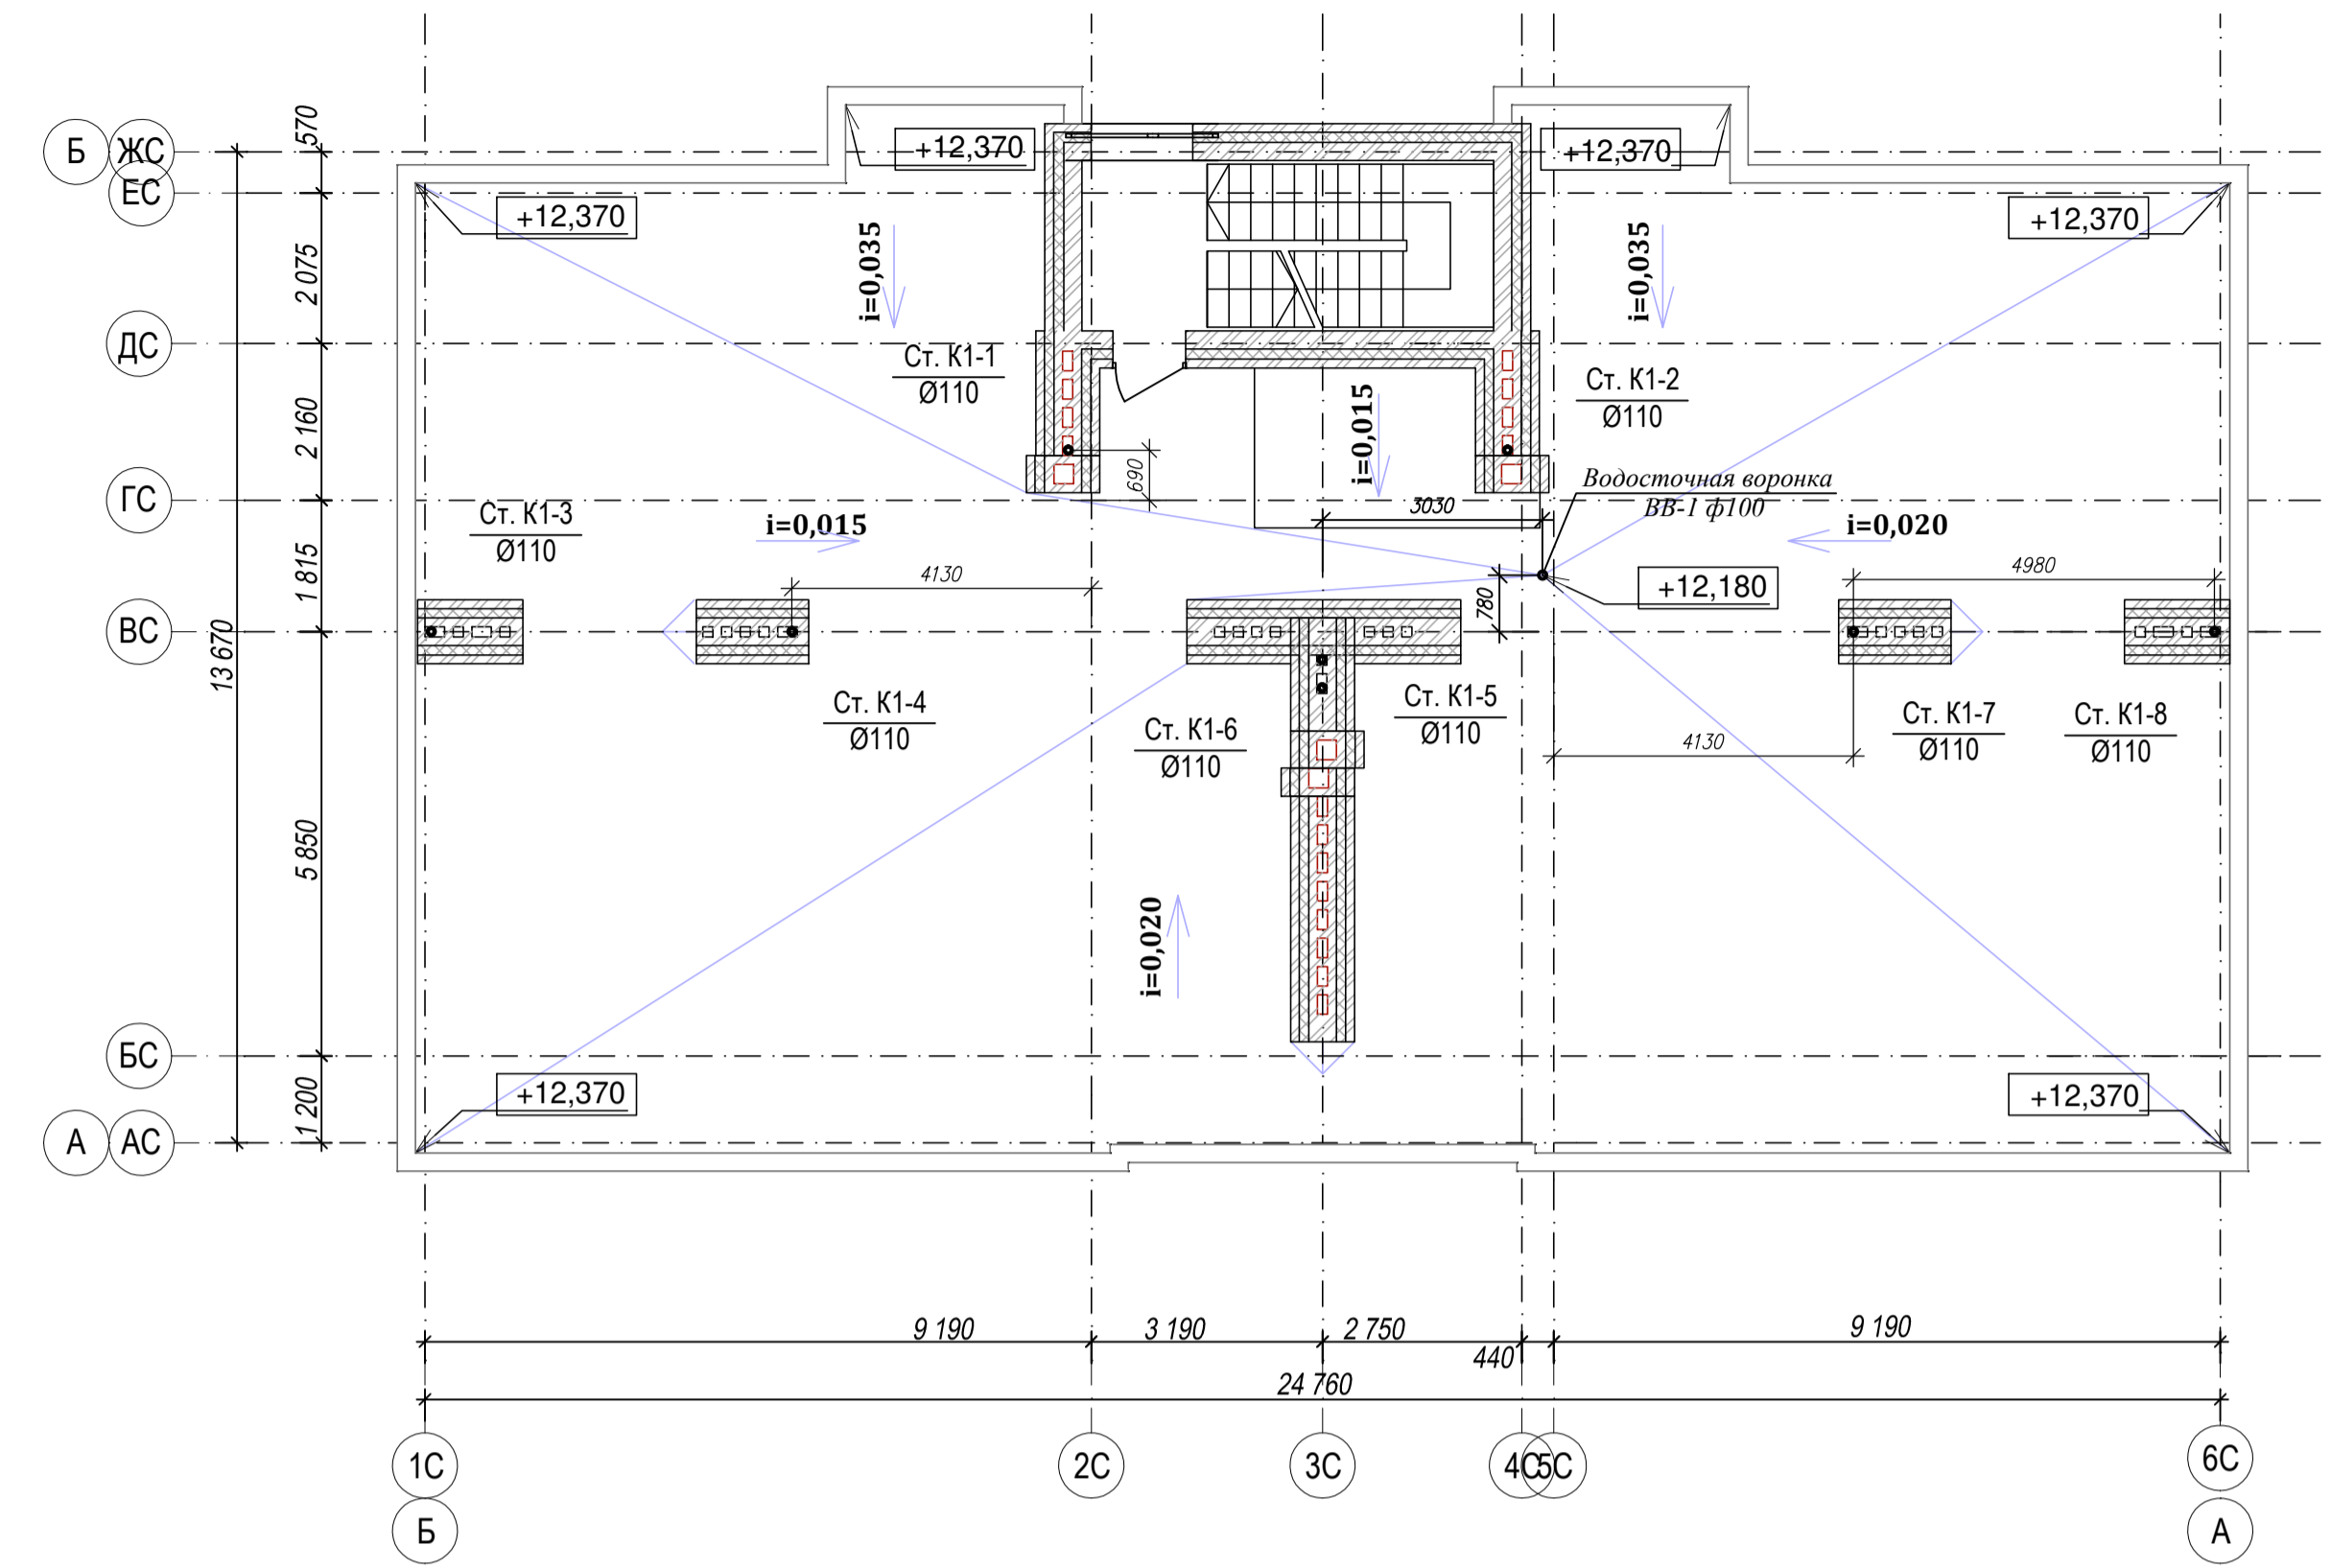 Б
ЖС
570
+12,370
+12,370
ЕС
+12,370
+12,370
2 075
i=0,035
i=0,035
ДС
Ст. К1-1
Ø110
Ст. К1-2
Ø110
2 160
i=0,015
690
Водосточная воронка
ВВ-1 ф100
ГС
3030
Ст. К1-3
Ø110
i=0,015
i=0,020
1 815
4130
4980
+12,180
780
ВС
13 670
Ст. К1-4
Ø110
Ст. К1-6
Ø110
Ст. К1-5
Ø110
4130
Ст. К1-7
Ø110
Ст. К1-8
Ø110
5 850
i=0,020
БС
+12,370
+12,370
1 200
А
АС
9 190
3 190
2 750
440
9 190
24 760
1С
2С
3С
4С
5С
6С
Б
А